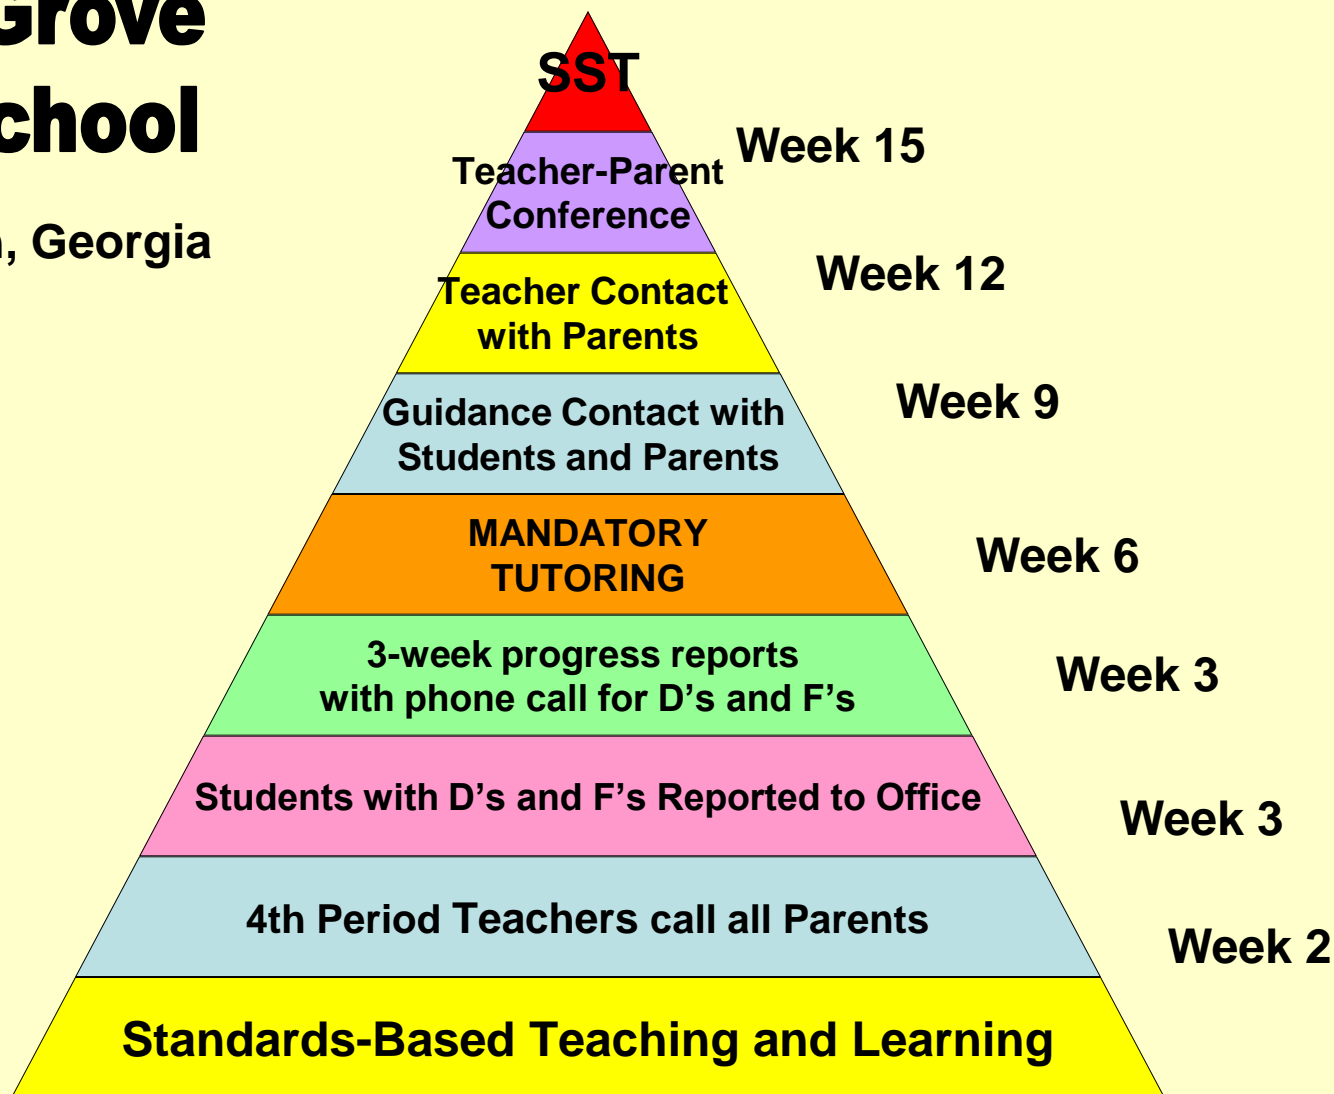 Grove
School
, Georgia
SST
Week 15
Teacher-Parent
Conference
Week 12
Teacher Contact
with Parents
Week 9
Guidance Contact with
Students and Parents
Week 6
MANDATORY
TUTORING
Week 3
3-week progress reports
with phone call for D’s and F’s
Week 3
Students with D’s and F’s Reported to Office
Week 2
4th Period Teachers call all Parents
Standards-Based Teaching and Learning